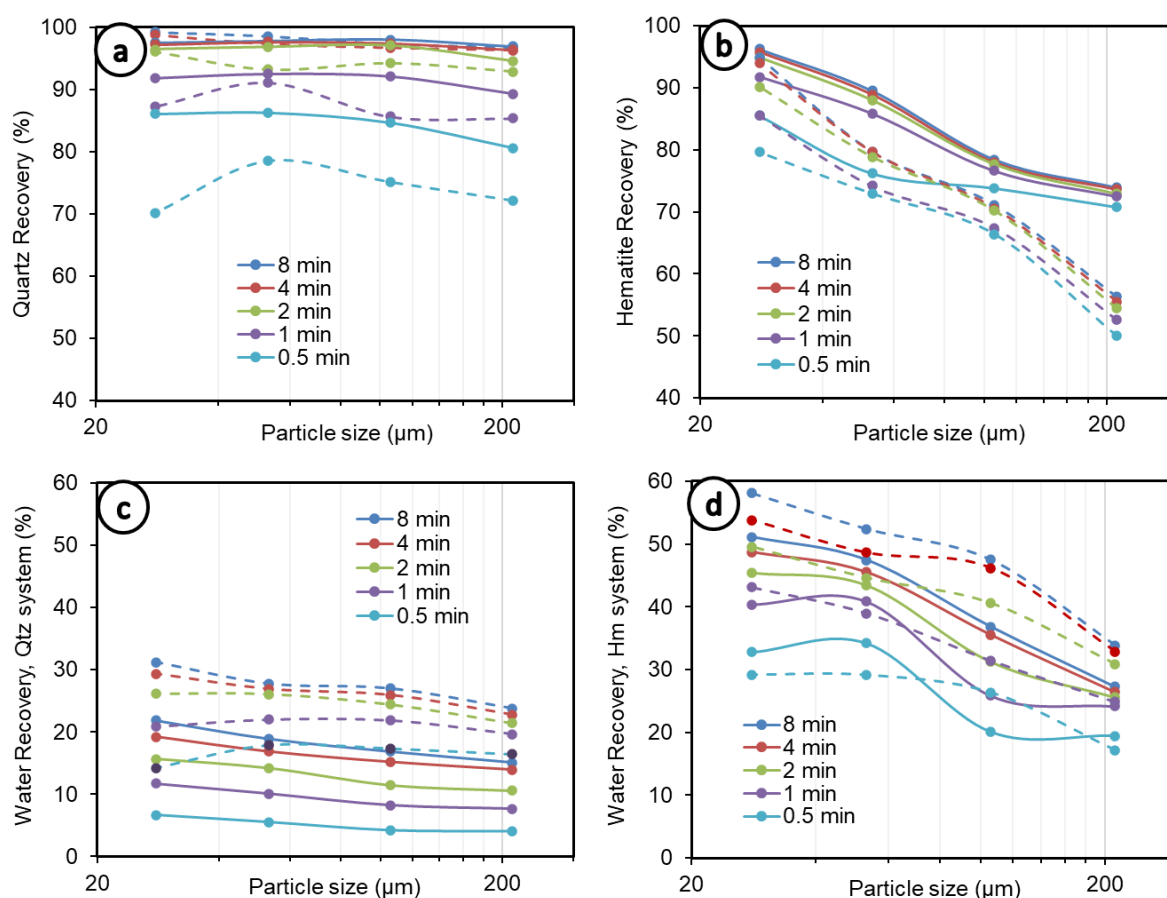 a
Quartz Recovery (%)
100
90
80
70
60
50
40
8 min
4 min
2 min
1 min
0.5 min
20
200
Particle size (µm)
b
Hematite Recovery (%)
100
90
80
70
60
50
40
8 min
4 min
2 min
1 min
0.5 min
20
200
Particle size (µm)
c
Water Recovery, Qtz system (%)
60
50
40
30
20
10
0
8 min
4 min
2 min
1 min
0.5 min
20
200
Particle size (µm)
d
Water Recovery, Hm system (%)
60
50
40
30
20
10
0
8 min
4 min
2 min
1 min
0.5 min
20
200
Particle size (µm)